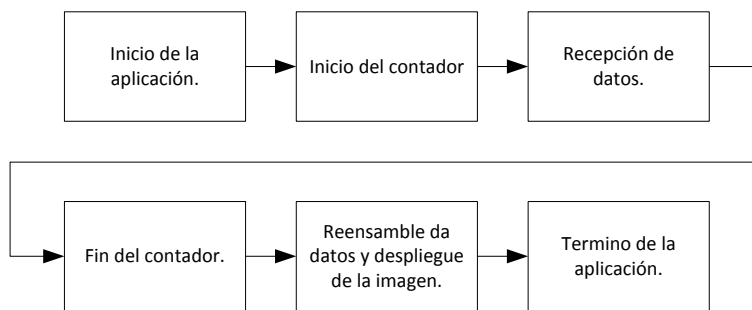 Inicio de la
aplicación.
Inicio del contador
Recepción de
datos.
Fin del contador.
Reensamble da
datos y despliegue
de la imagen.
Termino de la
aplicación.